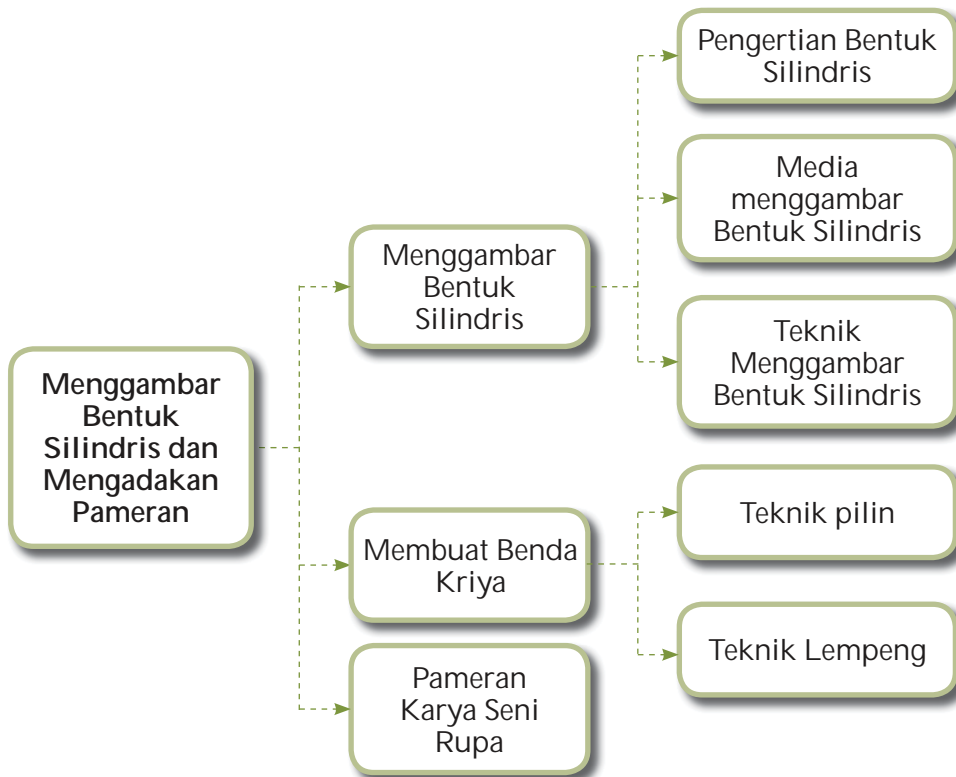 Menggambar
Bentuk
Silindris dan
Mengadakan
Pameran
Menggambar
Bentuk
Silindris
Pengertian Bentuk
Silindris
Media
menggambar
Bentuk Silindris
Teknik
Menggambar
Bentuk Silindris
Membuat Benda
Kriya
Teknik pilin
Teknik Lempeng
Pameran
Karya Seni
Rupa